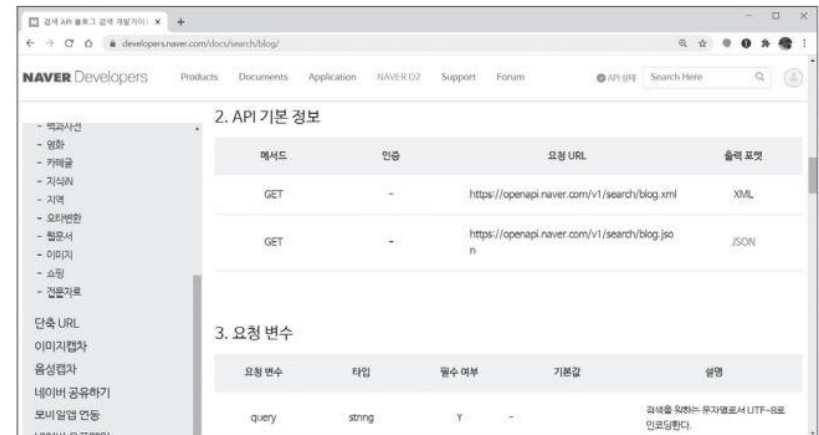 검색 API 블로그 검색 개발가이드
developers.naver.com/docs/search/blog/
NAVER Developers Products Documents Application NAVER D2 Support Forum API 상태 Search Here
- 백과사전
- 영화
- 카페글
- 지식iN
- 지역
- 오타변환
- 웹문서
- 이미지
- 쇼핑
- 전문자료
단축 URL
이미지캡차
음성캡차
네이버 공유하기
모바일앱 연동
2. API 기본 정보
메서드 인증 요청 URL 출력 포맷
GET - https://openapi.naver.com/v1/search/blog.xml XML
GET - https://openapi.naver.com/v1/search/blog.jso
n JSON
3. 요청 변수
요청 변수 타입 필수 여부 기본값 설명
query string Y - 검색을 원하는 문자열로서 UTF-8로
인코딩한다.